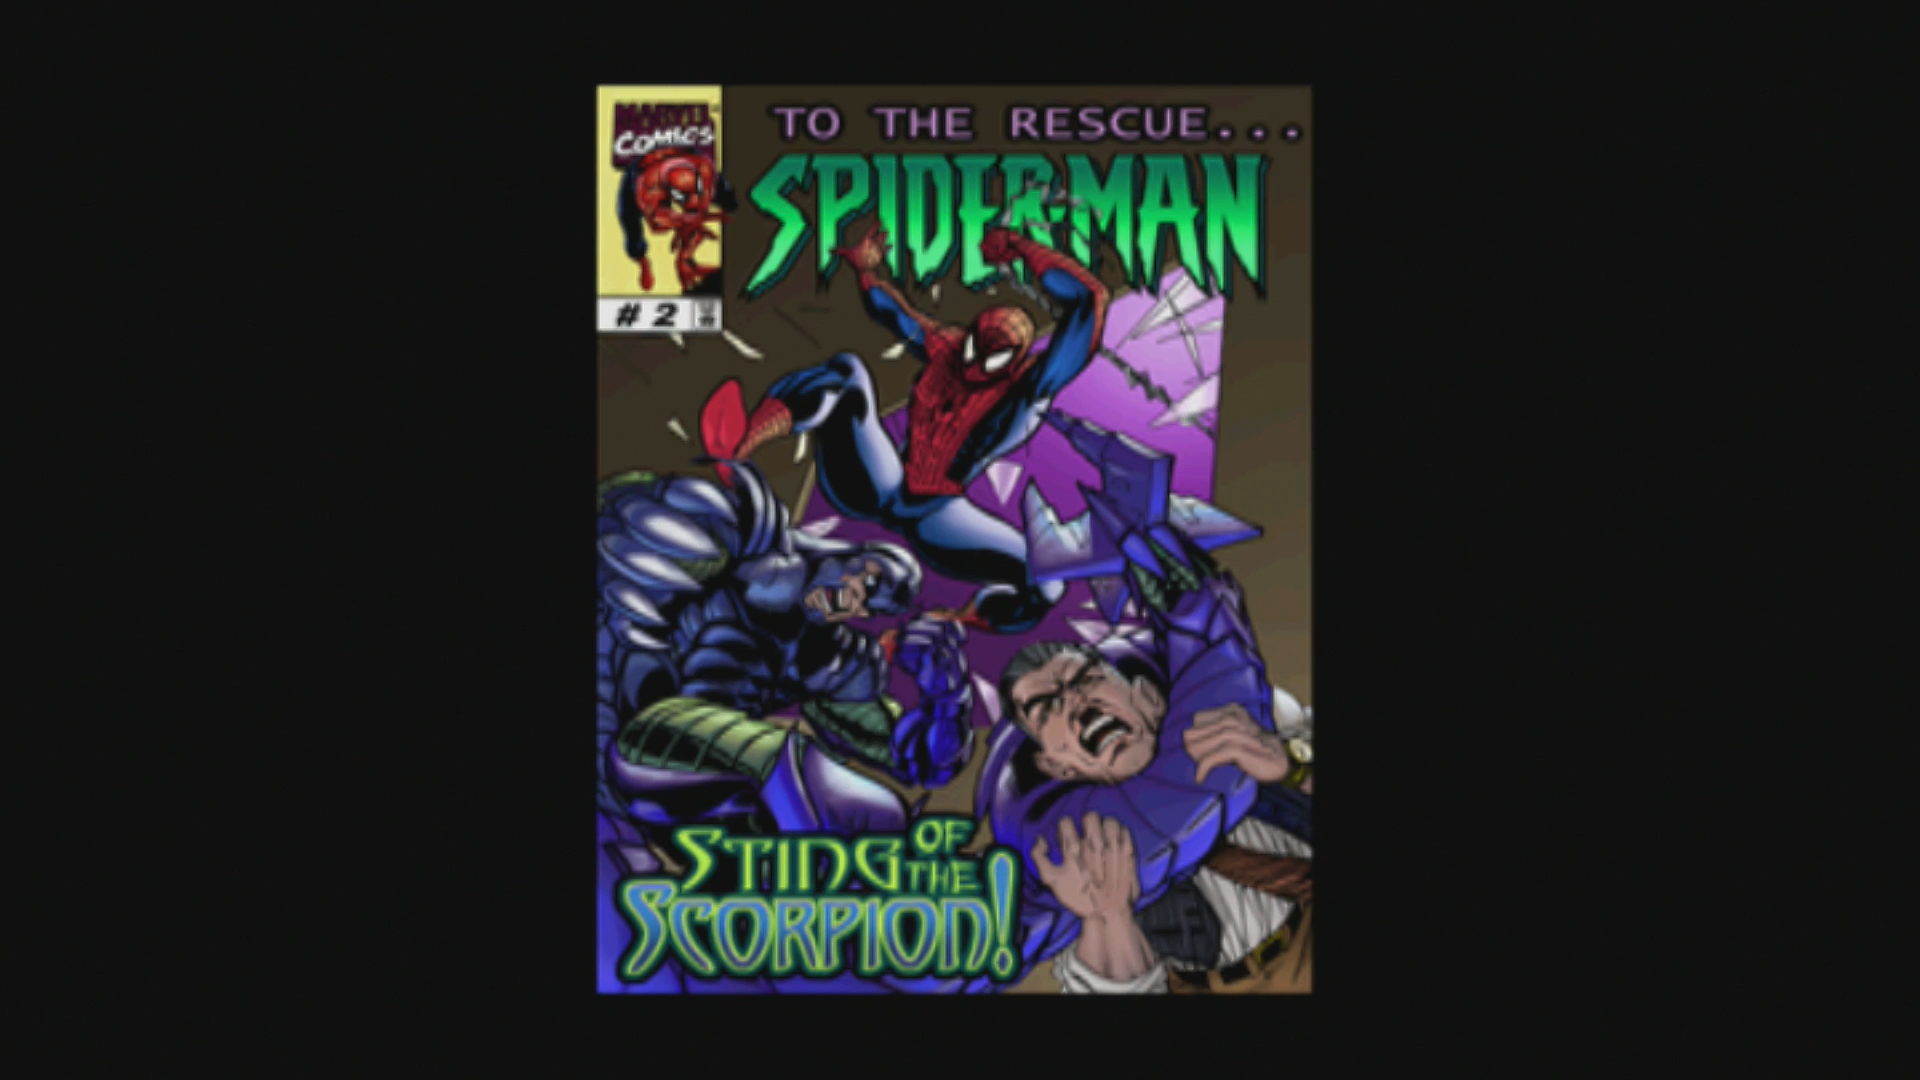 MARVEL
COMICS
TO THE RESCUE...
SPIDER-MAN
# 2
STING OF THE
SCORPION!